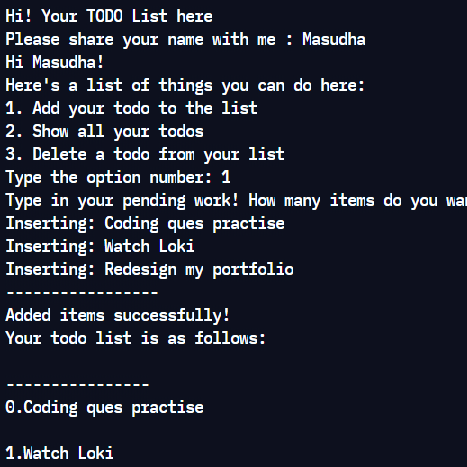 Hi! Your TODO List here
Please share your name with me : Masudha
Hi Masudha!
Here's a list of things you can do here:
1. Add your todo to the list
2. Show all your todos
3. Delete a todo from your list
Type the option number: 1
Type in your pending work! How many items do you
Inserting: Coding ques practise
Inserting: Watch Loki
Inserting: Redesign my portfolio
-----------------
Added items successfully!
Your todo list is as follows:
----------------
0.Coding ques practise
1.Watch Loki